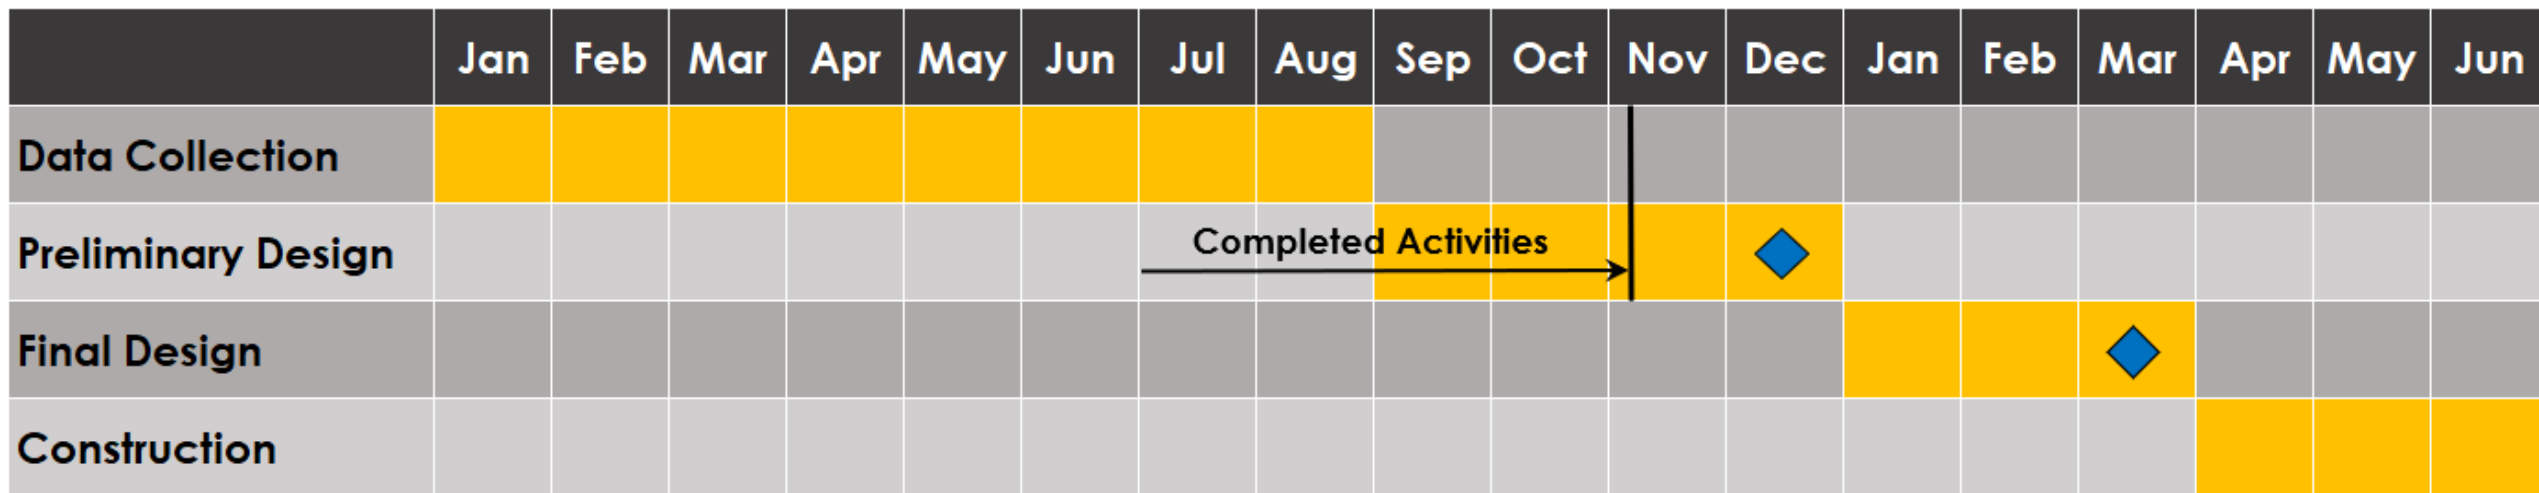 Jan Feb Mar Apr May Jun Jul Aug Sep Oct Nov Dec Jan Feb Mar Apr May Jun
Data Collection
Preliminary Design
Completed Activities
Final Design
Construction